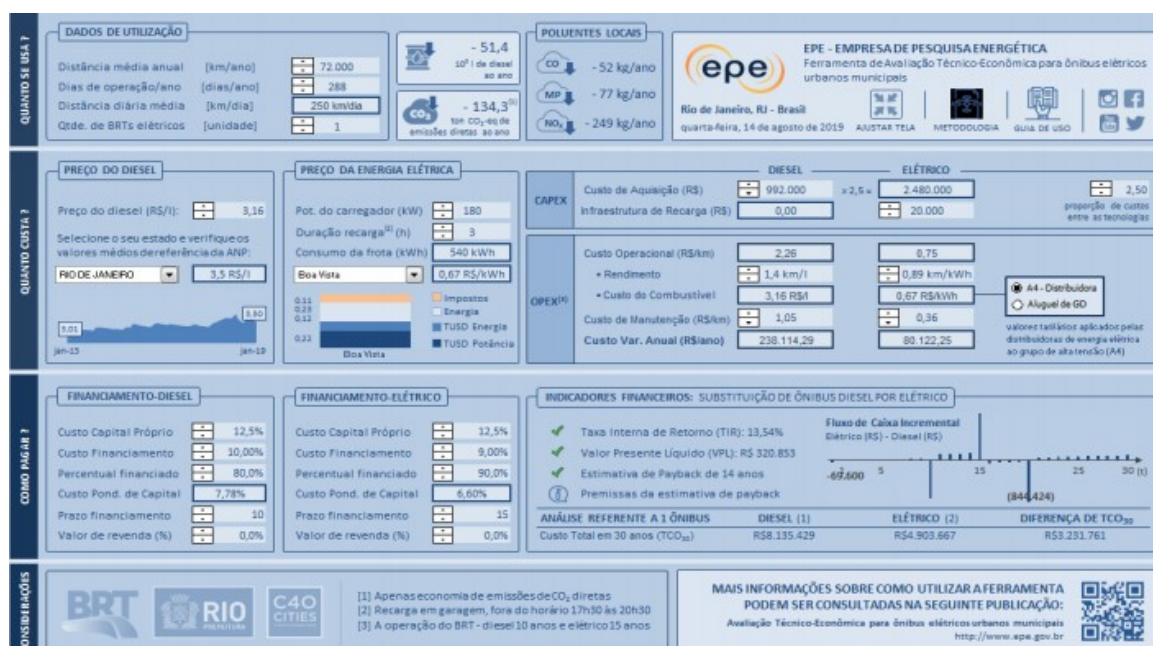 QUANTO SE USA ?
DADOS DE UTILIZAÇÃO
Distância média anual [km/ano] 72.000
Dias de operação/ano [dias/ano] 288
Distância diária média [km/dia] 250 km/dia
Qtde. de BRTs elétricos [unidade] 1
- 51,4
10³ l de diesel
ao ano
CO₂
- 134,3[1]
ton CO₂-eq de
emissões diretas ao ano
POLUENTES LOCAIS
CO - 52 kg/ano
MP - 77 kg/ano
NOₓ - 249 kg/ano
epe
EPE - EMPRESA DE PESQUISA ENERGÉTICA
Ferramenta de Avaliação Técnico-Econômica para ônibus elétricos
urbanos municipais
Rio de Janeiro, RJ - Brasil
quarta-feira, 14 de agosto de 2019
AJUSTAR TELA METODOLOGIA GUIA DE USO
QUANTO CUSTA ?
PREÇO DO DIESEL
Preço do diesel (R$/l): 3,16
Selecione o seu estado e verifique os
valores médios de referência da ANP:
RIO DE JANEIRO 3,5 R$/l
3,01 3,80
jan-15 jan-19
PREÇO DA ENERGIA ELÉTRICA
Pot. do carregador (kW) 180
Duração recarga[2] (h) 3
Consumo da frota (kWh) 540 kWh
Boa Vista 0,67 R$/kWh
0,11
0,23
0,12
0,22
Boa Vista
Impostos
Energia
TUSD Energia
TUSD Potência
DIESEL ELÉTRICO
CAPEX
Custo de Aquisição (R$) 992.000 x 2,5 = 2.480.000 2,50
Infraestrutura de Recarga (R$) 0,00 20.000
proporção de custos
entre as tecnologias
OPEX[3]
Custo Operacional (R$/km) 2,26 0,75
• Rendimento 1,4 km/l 0,89 km/kWh
• Custo do Combustível 3,16 R$/l 0,67 R$/kWh
Custo de Manutenção (R$/km) 1,05 0,36
Custo Var. Anual (R$/ano) 238.114,29 80.122,25
A4 - Distribuidora
Aluguel de GD
valores tarifários aplicados pelas
distribuidoras de energia elétrica
ao grupo de alta tensão (A4)
COMO PAGAR ?
FINANCIAMENTO-DIESEL
Custo Capital Próprio 12,5%
Custo Financiamento 10,00%
Percentual financiado 80,0%
Custo Pond. de Capital 7,78%
Prazo financiamento 10
Valor de revenda (%) 0,0%
FINANCIAMENTO-ELÉTRICO
Custo Capital Próprio 12,5%
Custo Financiamento 9,00%
Percentual financiado 90,0%
Custo Pond. de Capital 6,60%
Prazo financiamento 15
Valor de revenda (%) 0,0%
INDICADORES FINANCEIROS: SUBSTITUIÇÃO DE ÔNIBUS DIESEL POR ELÉTRICO
Taxa Interna de Retorno (TIR): 13,54%
Valor Presente Líquido (VPL): R$ 320.853
Estimativa de Payback de 14 anos
Premissas da estimativa de payback
Fluxo de Caixa Incremental
Elétrico (R$) - Diesel (R$)
-69.600
5 15 25 30 (t)
(844.424)
ANÁLISE REFERENTE A 1 ÔNIBUS DIESEL (1) ELÉTRICO (2) DIFERENÇA DE TCO₃₀
Custo Total em 30 anos (TCO₃₀) R$8.135.429 R$4.903.667 R$3.231.761
CONSIDERAÇÕES
BRT
RIO
PREFEITURA
C40
CITIES
[1] Apenas economia de emissões de CO₂ diretas
[2] Recarga em garagem, fora do horário 17h30 às 20h30
[3] A operação do BRT - diesel 10 anos e elétrico 15 anos
MAIS INFORMAÇÕES SOBRE COMO UTILIZAR A FERRAMENTA
PODEM SER CONSULTADAS NA SEGUINTE PUBLICAÇÃO:
Avaliação Técnico-Econômica para ônibus elétricos urbanos municipais
http://www.epe.gov.br